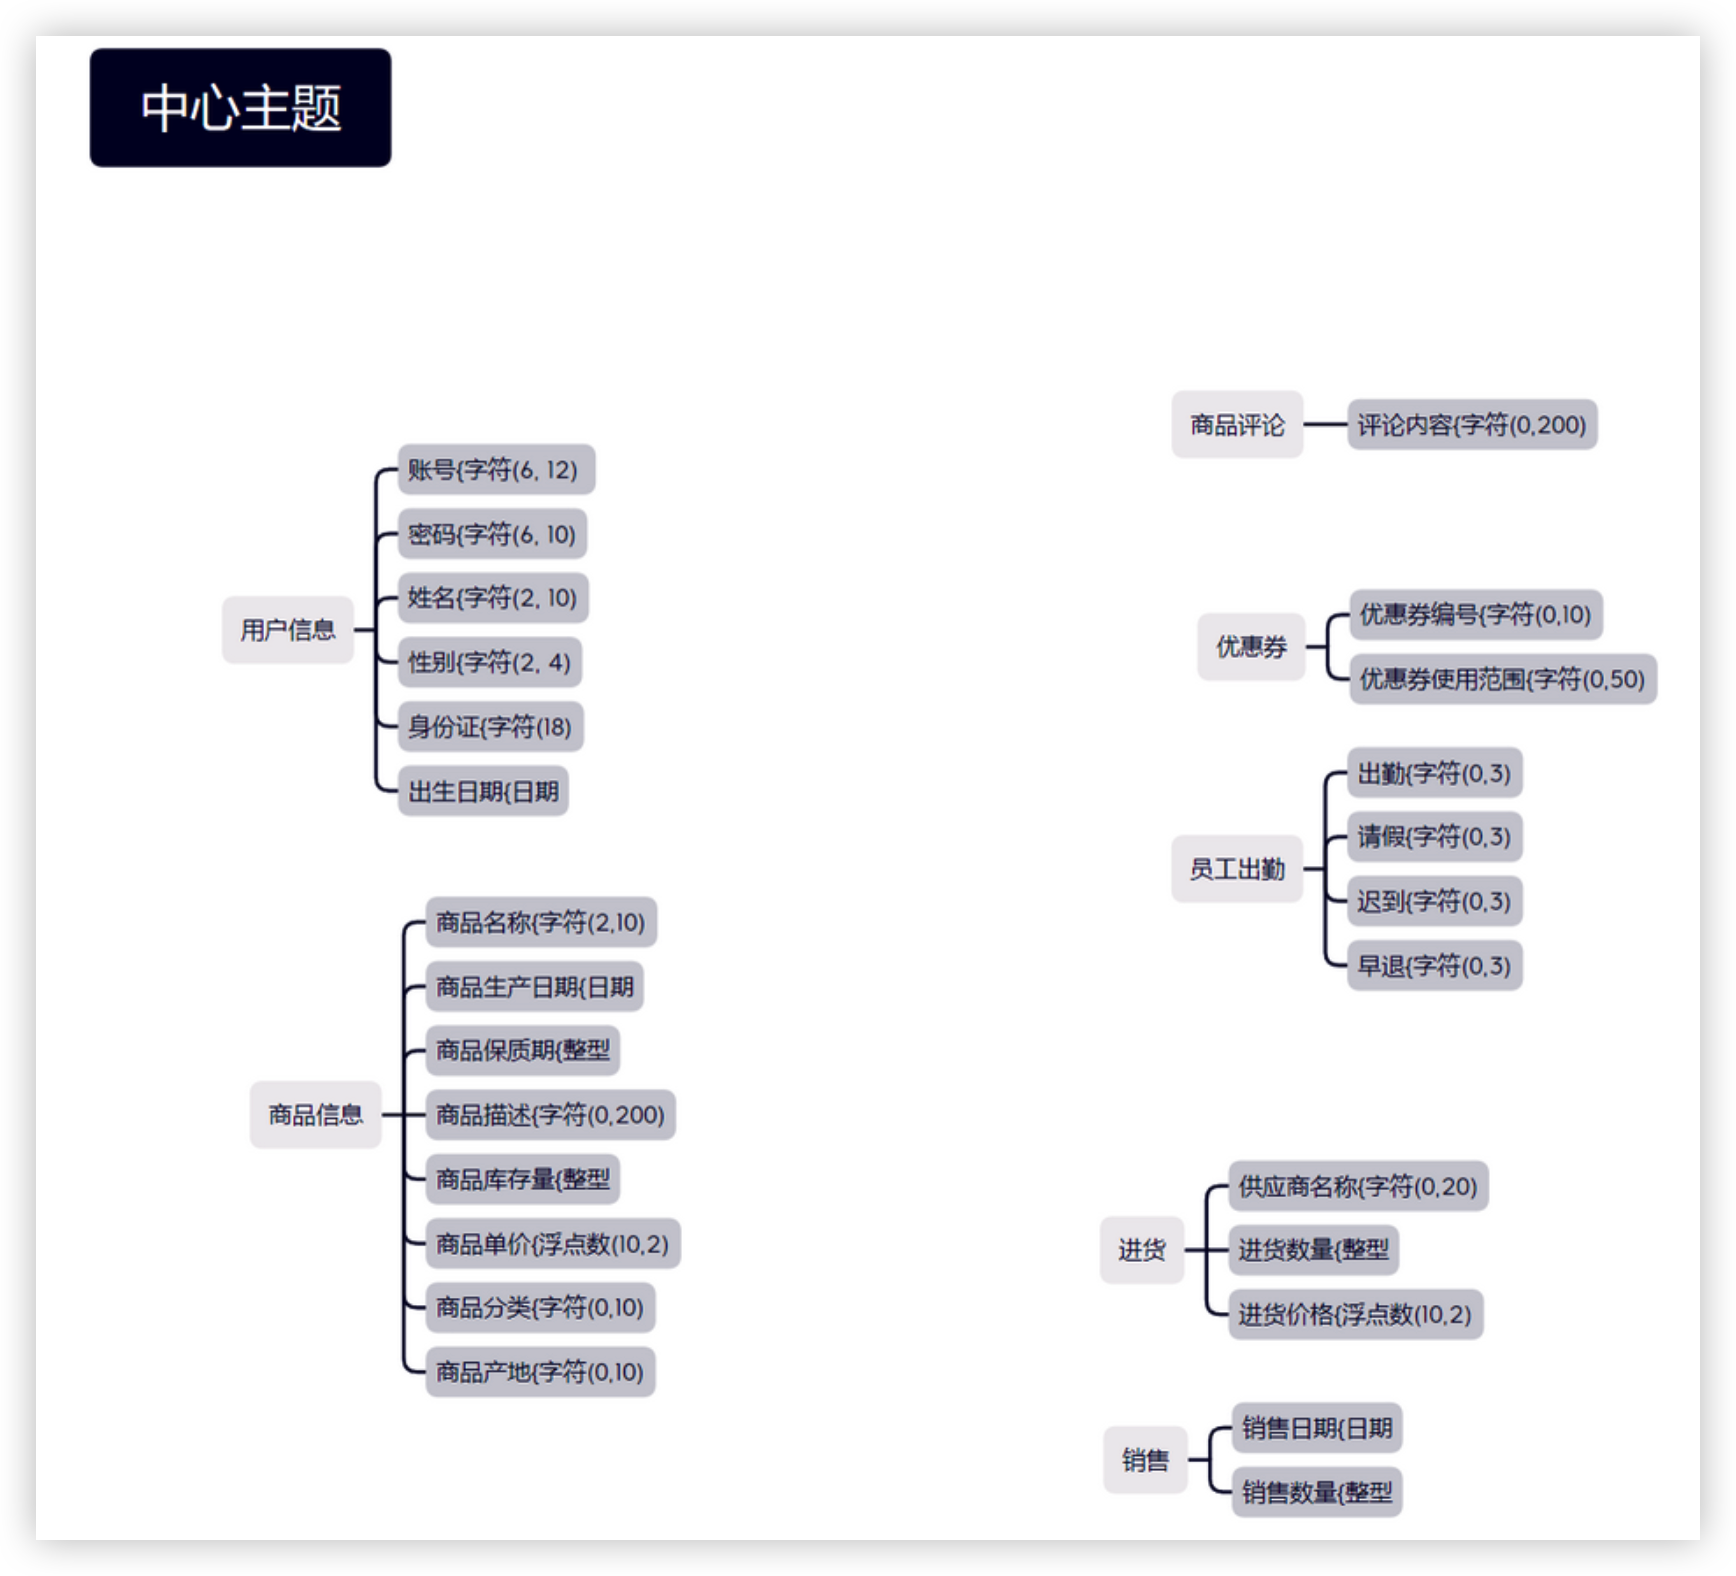 中心主题
用户信息
账号{字符(6, 12)
密码{字符(6, 10)
姓名{字符(2, 10)
性别{字符(2, 4)
身份证{字符(18)
出生日期{日期
商品信息
商品名称{字符(2,10)
商品生产日期{日期
商品保质期{整型
商品描述{字符(0,200)
商品库存量{整型
商品单价{浮点数(10,2)
商品分类{字符(0,10)
商品产地{字符(0,10)
商品评论
评论内容{字符(0,200)
优惠券
优惠券编号{字符(0,10)
优惠券使用范围{字符(0,50)
员工出勤
出勤{字符(0,3)
请假{字符(0,3)
迟到{字符(0,3)
早退{字符(0,3)
进货
供应商名称{字符(0,20)
进货数量{整型
进货价格{浮点数(10,2)
销售
销售日期{日期
销售数量{整型